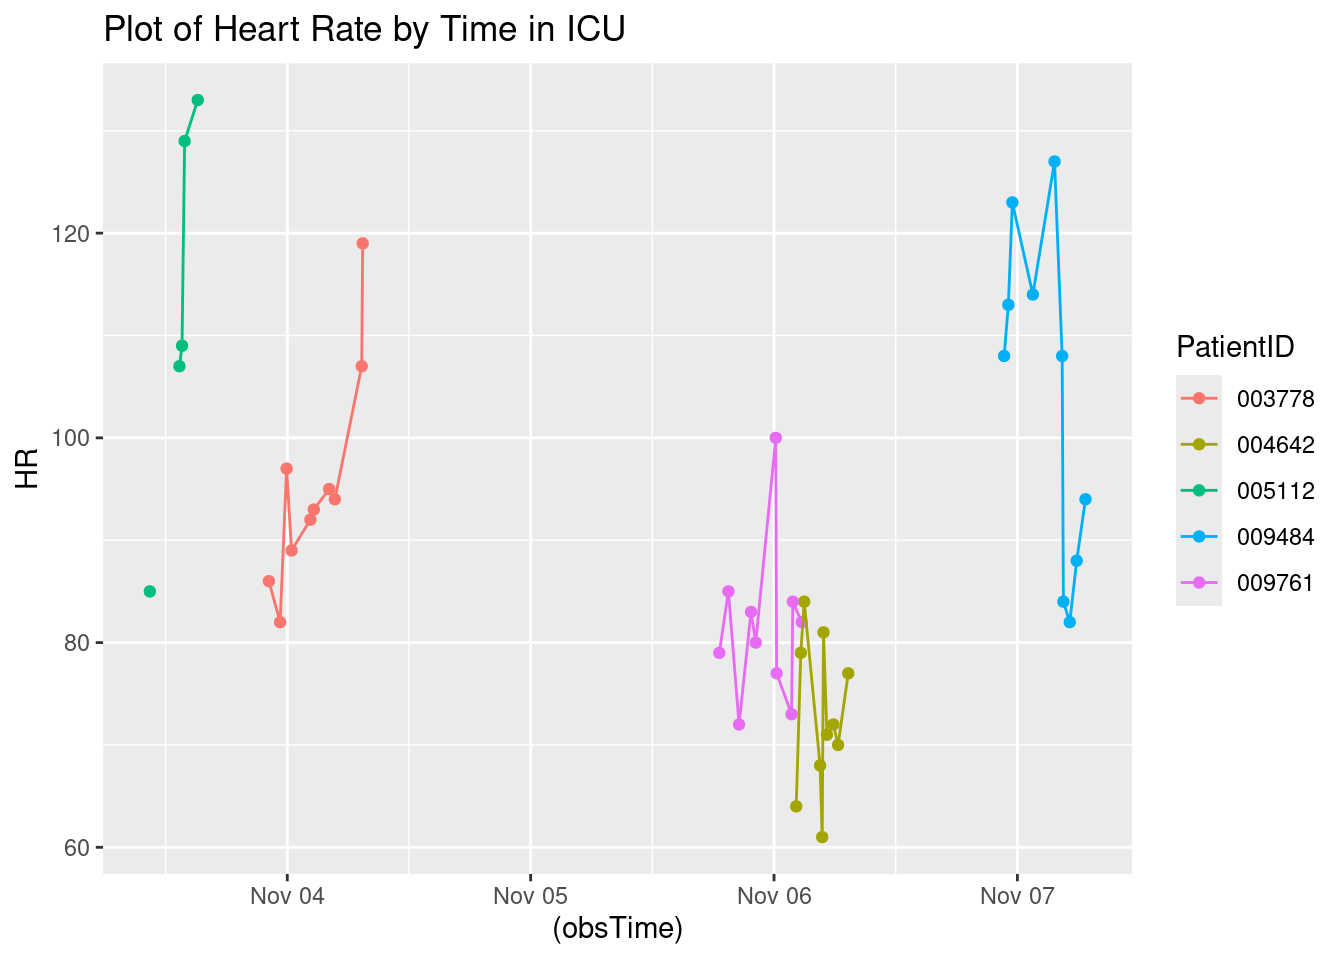 Plot of Heart Rate by Time in ICU
HR
120
100
80
60
Nov 04
Nov 05
Nov 06
Nov 07
(obsTime)
PatientID
003778
004642
005112
009484
009761